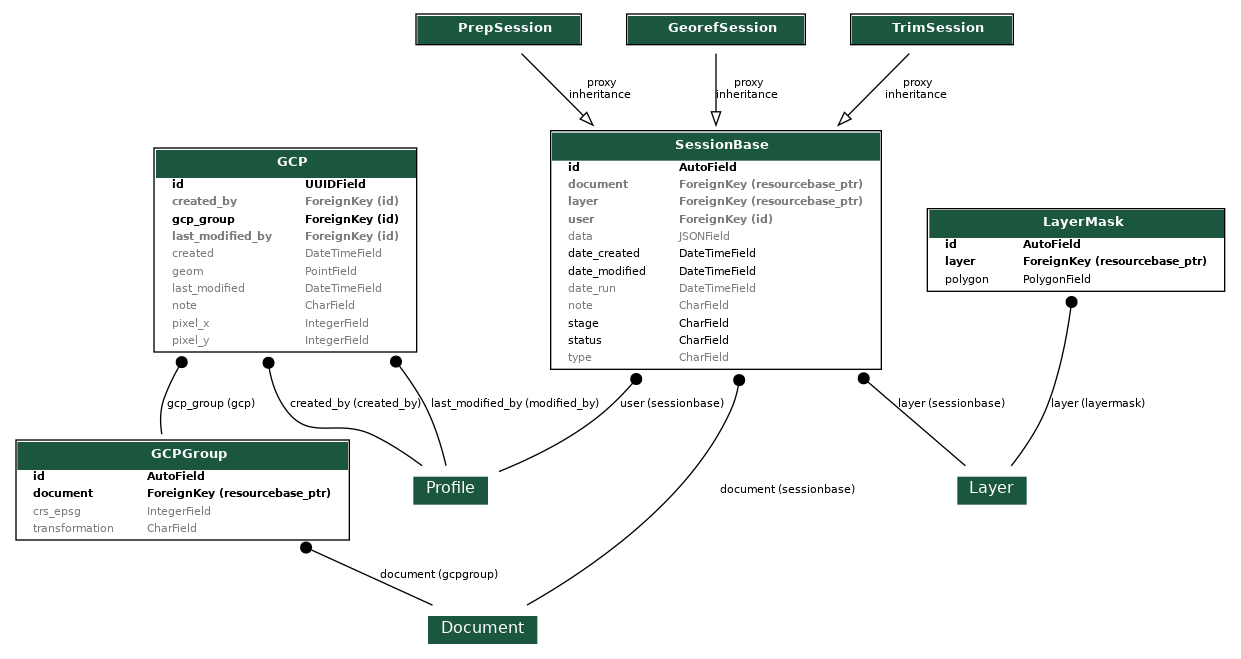 PrepSession
GeorefSession
TrimSession
proxy
inheritance
proxy
inheritance
proxy
inheritance
GCP
id UUIDField
created_by ForeignKey (id)
gcp_group ForeignKey (id)
last_modified_by ForeignKey (id)
created DateTimeField
geom PointField
last_modified DateTimeField
note CharField
pixel_x IntegerField
pixel_y IntegerField
SessionBase
id AutoField
document ForeignKey (resourcebase_ptr)
layer ForeignKey (resourcebase_ptr)
user ForeignKey (id)
data JSONField
date_created DateTimeField
date_modified DateTimeField
date_run DateTimeField
note CharField
stage CharField
status CharField
type CharField
LayerMask
id AutoField
layer ForeignKey (resourcebase_ptr)
polygon PolygonField
gcp_group (gcp)
created_by (created_by)
last_modified_by (modified_by)
user (sessionbase)
layer (sessionbase)
layer (layermask)
GCPGroup
id AutoField
document ForeignKey (resourcebase_ptr)
crs_epsg IntegerField
transformation CharField
Profile
document (sessionbase)
Layer
document (gcpgroup)
Document